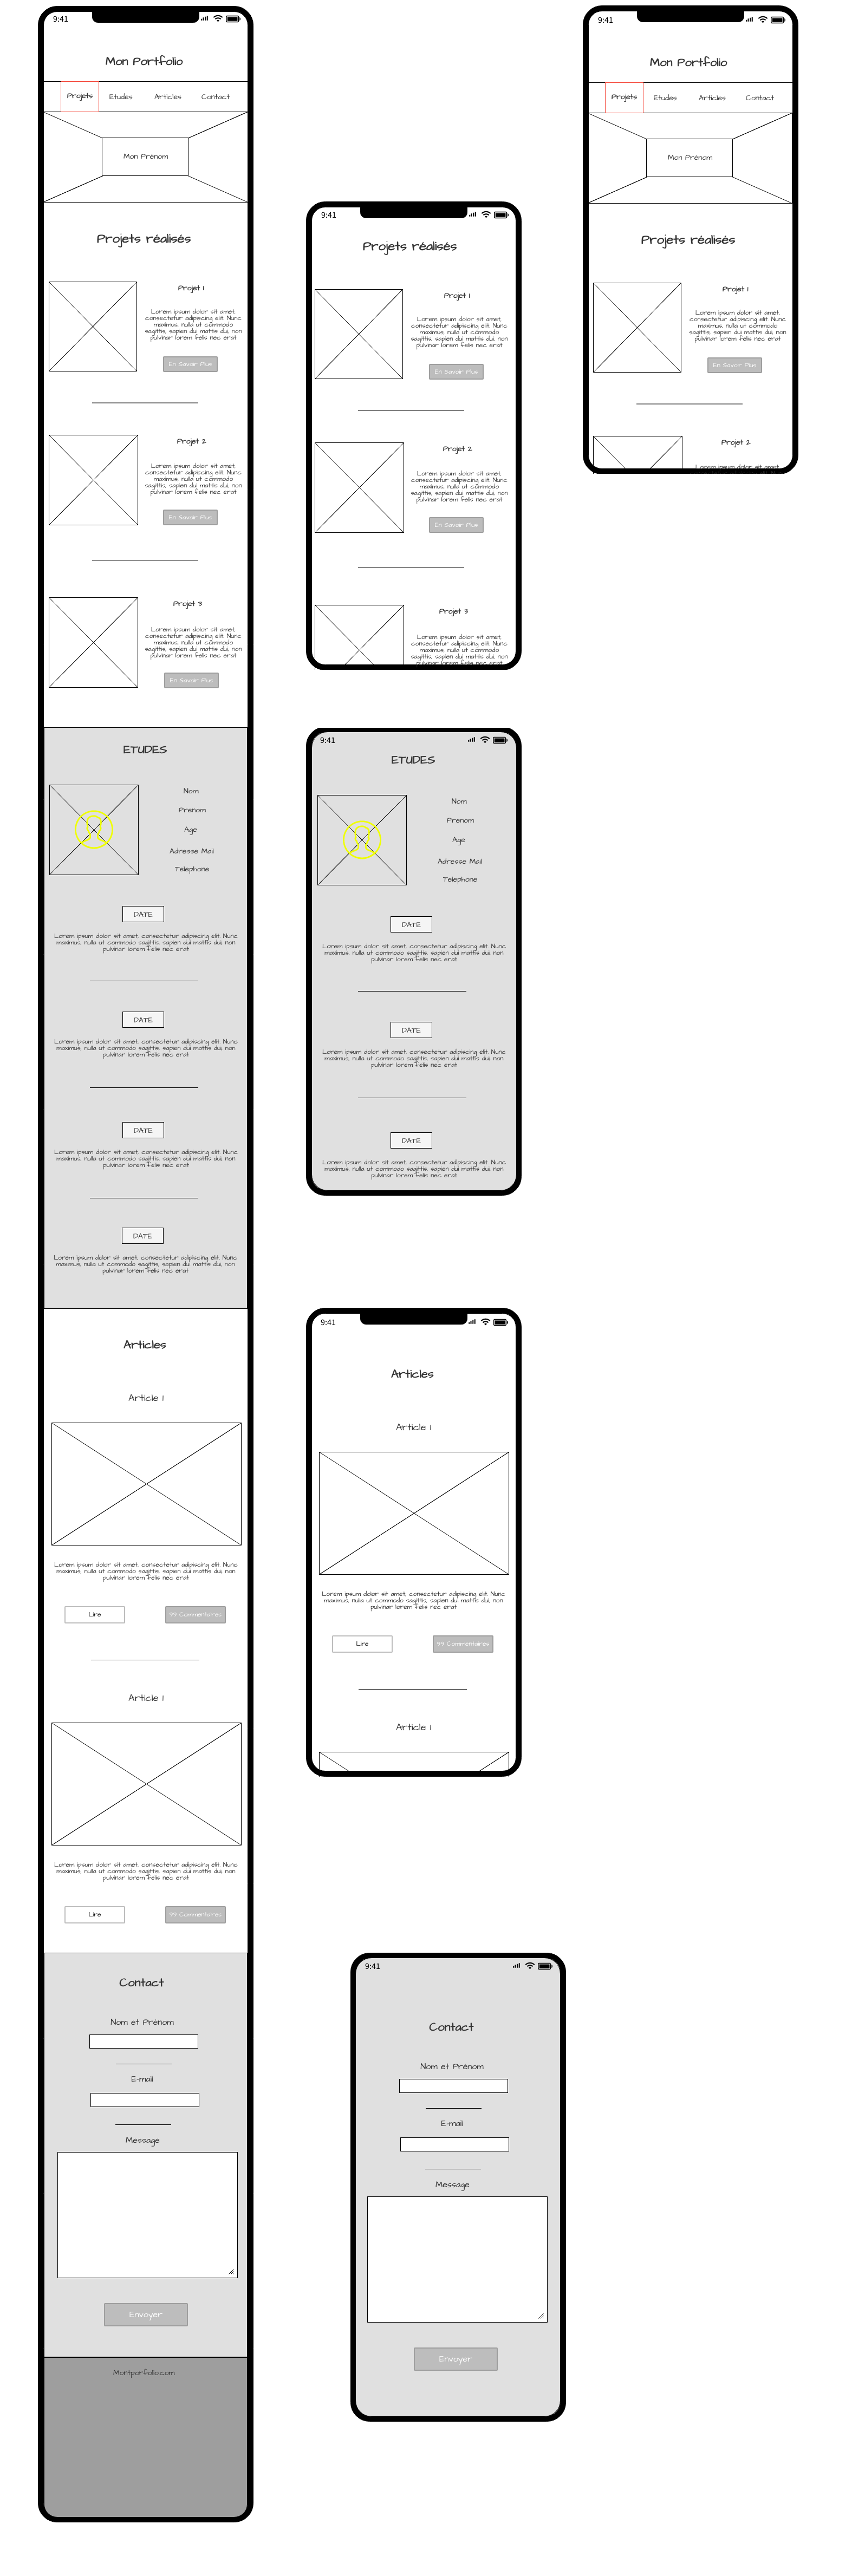 9:41
Mon Portfolio
Projets Etudes Articles Contact
Mon Prénom
Projets réalisés
Projet 1
Lorem ipsum dolor sit amet,
consectetur adipiscing elit. Nunc
maximus, nulla ut commodo
sagittis, sapien dui mattis dui, non
pulvinar lorem felis nec erat
En Savoir Plus
Projet 2
Lorem ipsum dolor sit amet,
consectetur adipiscing elit. Nunc
maximus, nulla ut commodo
sagittis, sapien dui mattis dui, non
pulvinar lorem felis nec erat
En Savoir Plus
Projet 3
Lorem ipsum dolor sit amet,
consectetur adipiscing elit. Nunc
maximus, nulla ut commodo
sagittis, sapien dui mattis dui, non
pulvinar lorem felis nec erat
En Savoir Plus
ETUDES
Nom
Prenom
Age
Adresse Mail
Telephone
DATE
Lorem ipsum dolor sit amet, consectetur adipiscing elit. Nunc
maximus, nulla ut commodo sagittis, sapien dui mattis dui, non
pulvinar lorem felis nec erat
DATE
Lorem ipsum dolor sit amet, consectetur adipiscing elit. Nunc
maximus, nulla ut commodo sagittis, sapien dui mattis dui, non
pulvinar lorem felis nec erat
DATE
Lorem ipsum dolor sit amet, consectetur adipiscing elit. Nunc
maximus, nulla ut commodo sagittis, sapien dui mattis dui, non
pulvinar lorem felis nec erat
DATE
Lorem ipsum dolor sit amet, consectetur adipiscing elit. Nunc
maximus, nulla ut commodo sagittis, sapien dui mattis dui, non
pulvinar lorem felis nec erat
Articles
Article 1
Lorem ipsum dolor sit amet, consectetur adipiscing elit. Nunc
maximus, nulla ut commodo sagittis, sapien dui mattis dui, non
pulvinar lorem felis nec erat
Lire 99 Commentaires
Article 1
Lorem ipsum dolor sit amet, consectetur adipiscing elit. Nunc
maximus, nulla ut commodo sagittis, sapien dui mattis dui, non
pulvinar lorem felis nec erat
Lire 99 Commentaires
Contact
Nom et Prénom
E-mail
Message
Envoyer
Montporfolio.com
9:41
Projets réalisés
Projet 1
Lorem ipsum dolor sit amet,
consectetur adipiscing elit. Nunc
maximus, nulla ut commodo
sagittis, sapien dui mattis dui, non
pulvinar lorem felis nec erat
En Savoir Plus
Projet 2
Lorem ipsum dolor sit amet,
consectetur adipiscing elit. Nunc
maximus, nulla ut commodo
sagittis, sapien dui mattis dui, non
pulvinar lorem felis nec erat
En Savoir Plus
Projet 3
Lorem ipsum dolor sit amet,
consectetur adipiscing elit. Nunc
maximus, nulla ut commodo
sagittis, sapien dui mattis dui, non
pulvinar lorem felis nec erat
9:41
ETUDES
Nom
Prenom
Age
Adresse Mail
Telephone
DATE
Lorem ipsum dolor sit amet, consectetur adipiscing elit. Nunc
maximus, nulla ut commodo sagittis, sapien dui mattis dui, non
pulvinar lorem felis nec erat
DATE
Lorem ipsum dolor sit amet, consectetur adipiscing elit. Nunc
maximus, nulla ut commodo sagittis, sapien dui mattis dui, non
pulvinar lorem felis nec erat
DATE
Lorem ipsum dolor sit amet, consectetur adipiscing elit. Nunc
maximus, nulla ut commodo sagittis, sapien dui mattis dui, non
pulvinar lorem felis nec erat
9:41
Articles
Article 1
Lorem ipsum dolor sit amet, consectetur adipiscing elit. Nunc
maximus, nulla ut commodo sagittis, sapien dui mattis dui, non
pulvinar lorem felis nec erat
Lire 99 Commentaires
Article 1
9:41
Contact
Nom et Prénom
E-mail
Message
Envoyer
9:41
Mon Portfolio
Projets Etudes Articles Contact
Mon Prénom
Projets réalisés
Projet 1
Lorem ipsum dolor sit amet,
consectetur adipiscing elit. Nunc
maximus, nulla ut commodo
sagittis, sapien dui mattis dui, non
pulvinar lorem felis nec erat
En Savoir Plus
Projet 2
Lorem ipsum dolor sit amet,